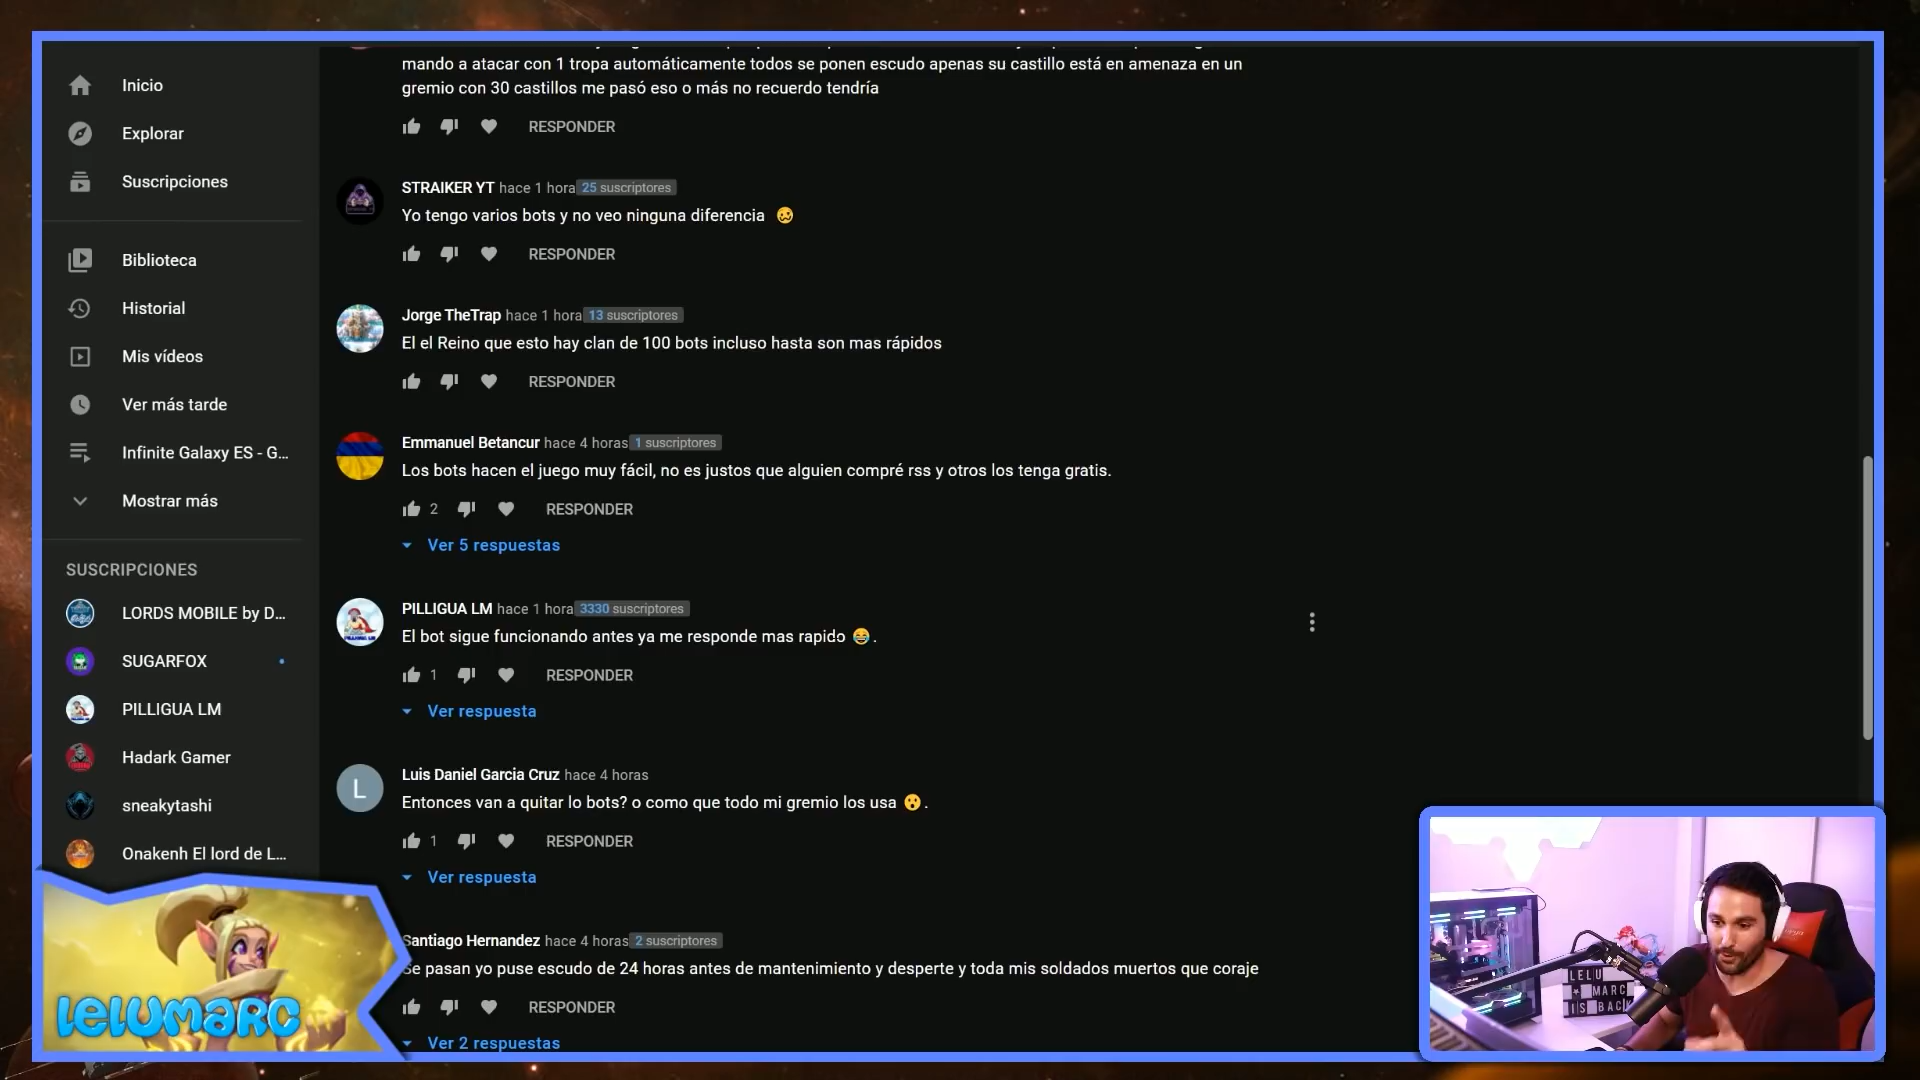 Inicio
Explorar
Suscripciones
Biblioteca
Historial
Mis vídeos
Ver más tarde
Infinite Galaxy ES - G...
Mostrar más
SUSCRIPCIONES
LORDS MOBILE by D...
SUGARFOX
PILLIGUA LM
Hadark Gamer
sneakytashi
Onakenh El lord de L...
LELUMARC
mando a atacar con 1 tropa automáticamente todos se ponen escudo apenas su castillo está en amenaza en un
gremio con 30 castillos me pasó eso o más no recuerdo tendría
RESPONDER
STRAIKER YT hace 1 hora 25 suscriptores
Yo tengo varios bots y no veo ninguna diferencia 🥴
RESPONDER
Jorge TheTrap hace 1 hora 13 suscriptores
El el Reino que esto hay clan de 100 bots incluso hasta son mas rápidos
RESPONDER
Emmanuel Betancur hace 4 horas 1 suscriptores
Los bots hacen el juego muy fácil, no es justos que alguien compré rss y otros los tenga gratis.
2 RESPONDER
Ver 5 respuestas
PILLIGUA LM hace 1 hora 3330 suscriptores
El bot sigue funcionando antes ya me responde mas rapido 😂.
1 RESPONDER
Ver respuesta
L
Luis Daniel Garcia Cruz hace 4 horas
Entonces van a quitar lo bots? o como que todo mi gremio los usa 😮.
1 RESPONDER
Ver respuesta
Santiago Hernandez hace 4 horas 2 suscriptores
Se pasan yo puse escudo de 24 horas antes de mantenimiento y desperte y toda mis soldados muertos que coraje
RESPONDER
Ver 2 respuestas
LELU
MARC
IS BACK